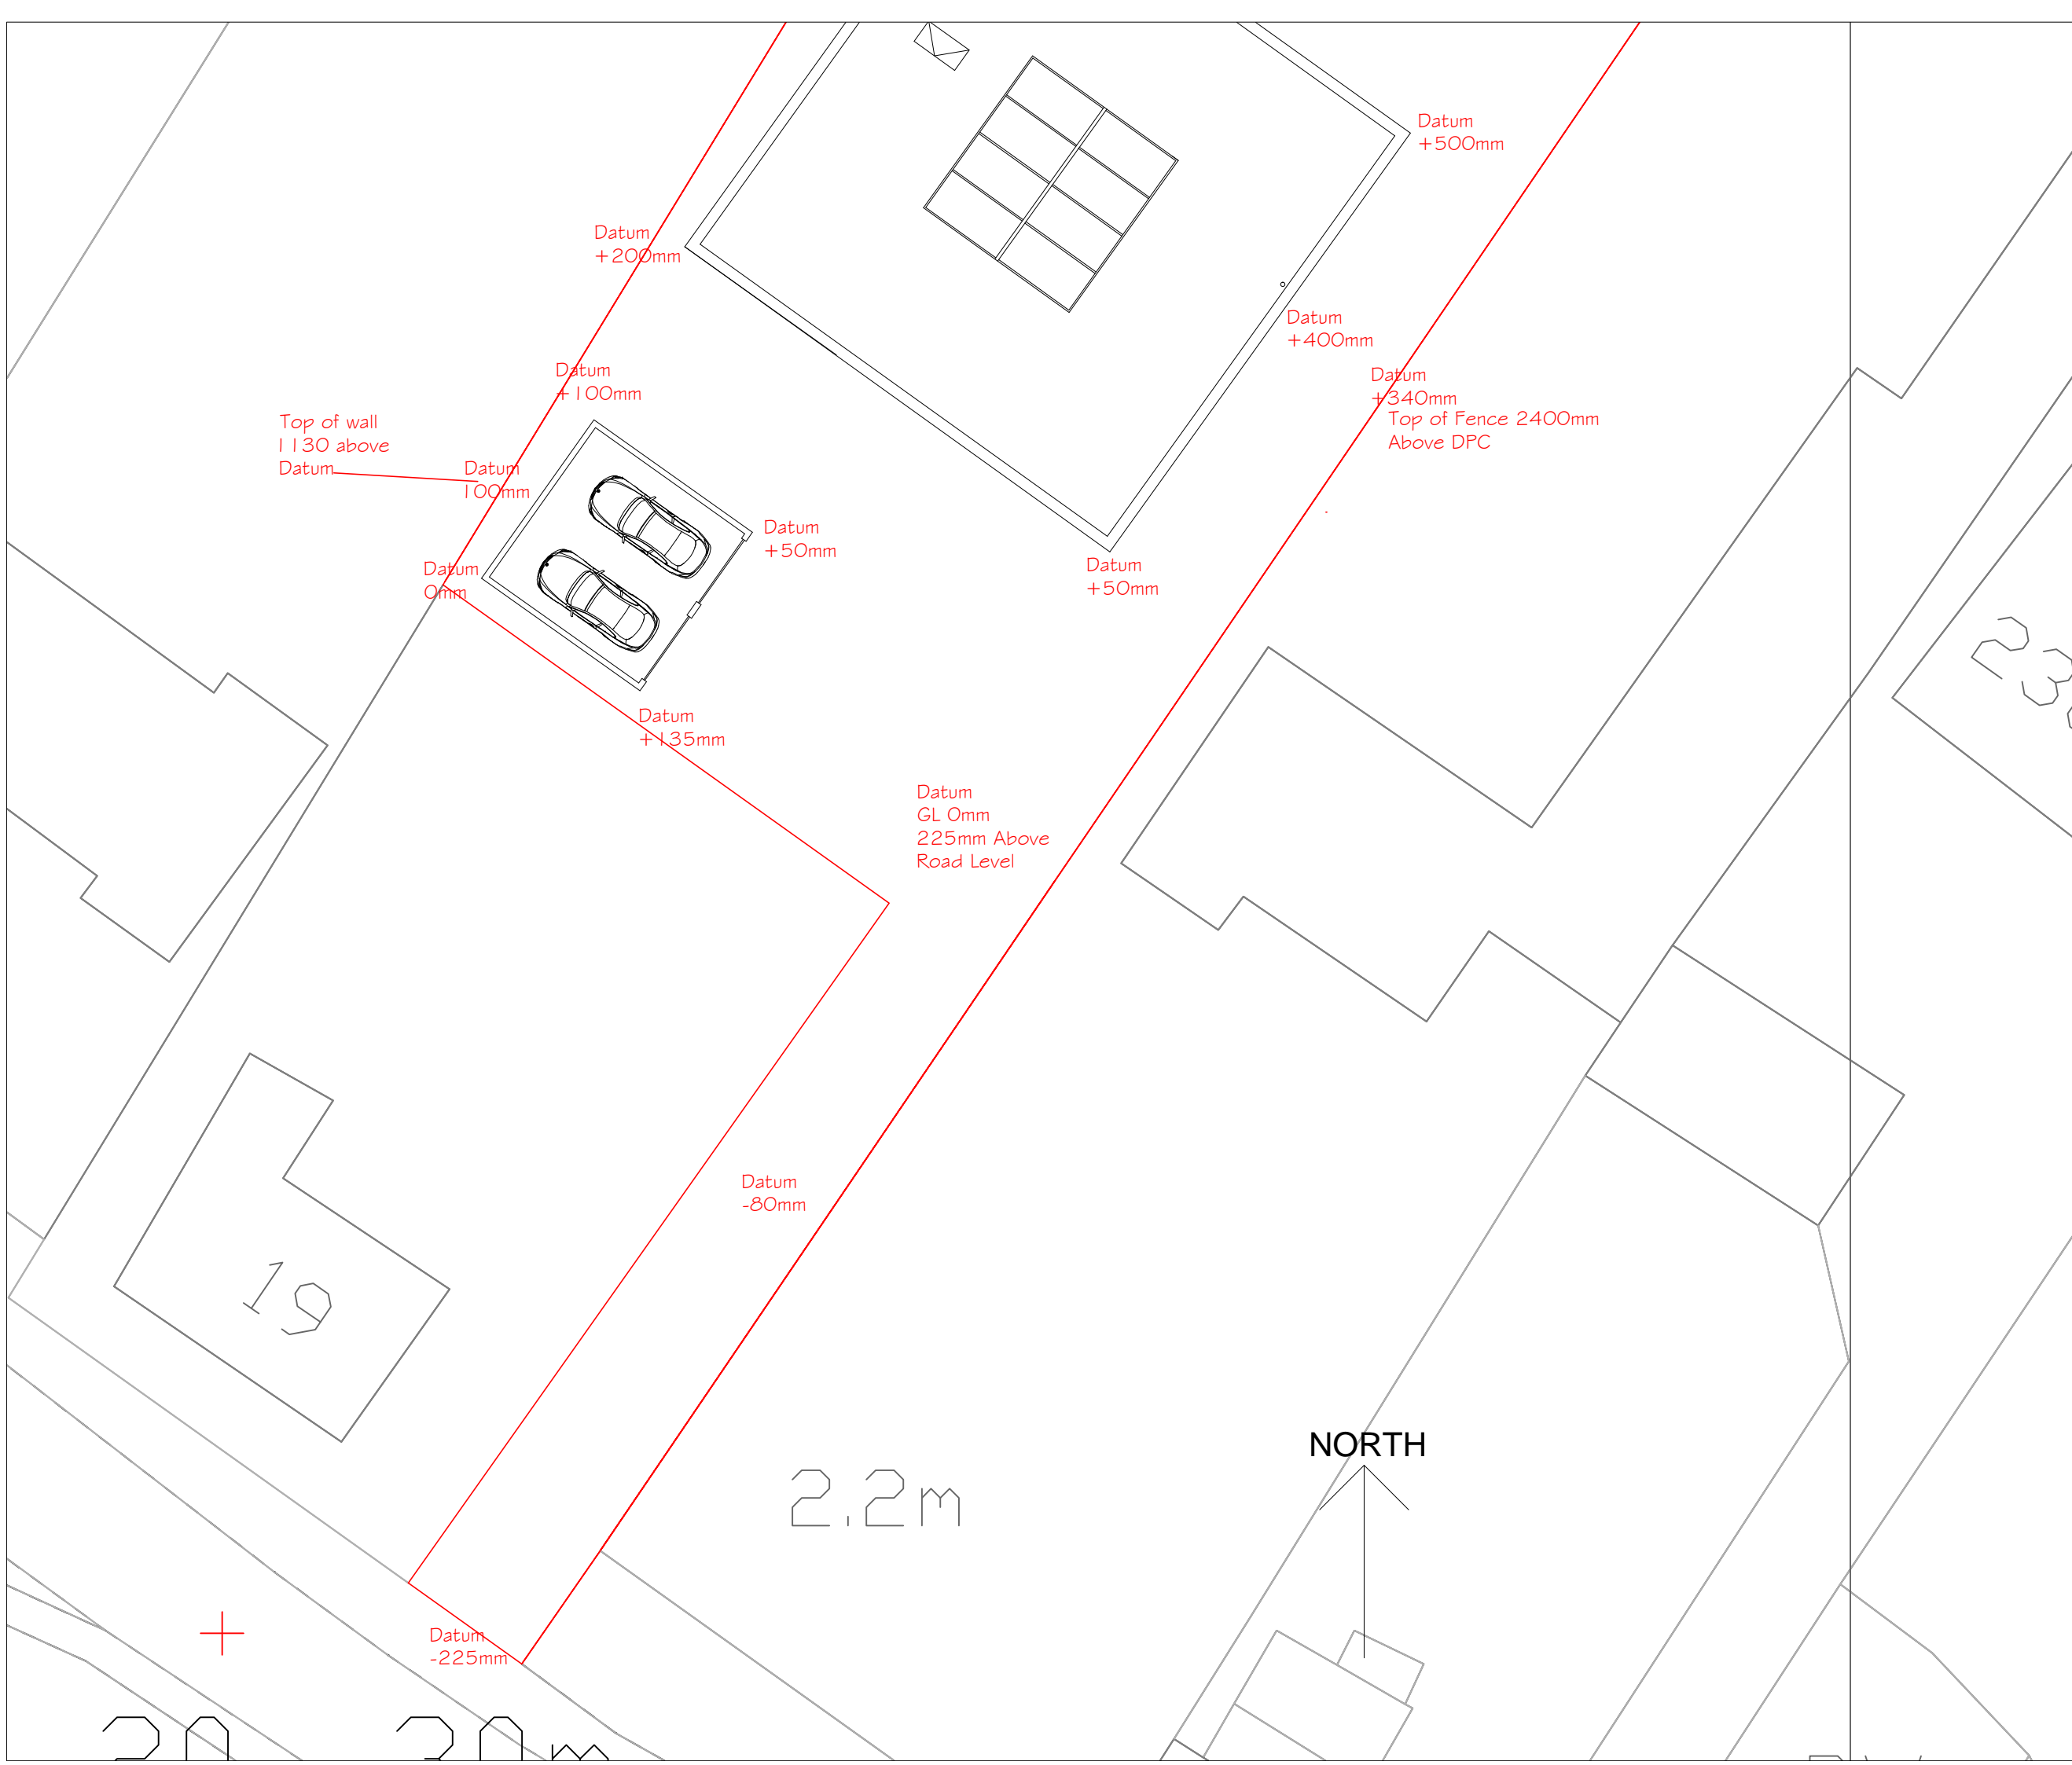 Datum
+500mm
Datum
+200mm
Datum
+400mm
Datum
+100mm
Datum
+340mm
Top of Fence 2400mm
Above DPC
Top of wall
1130 above
Datum
Datum
100mm
Datum
+50mm
Datum
+50mm
Datum
0mm
Datum
+135mm
Datum
GL 0mm
225mm Above
Road Level
Datum
-80mm
19
NORTH
2.2m
Datum
-225mm
20
30m